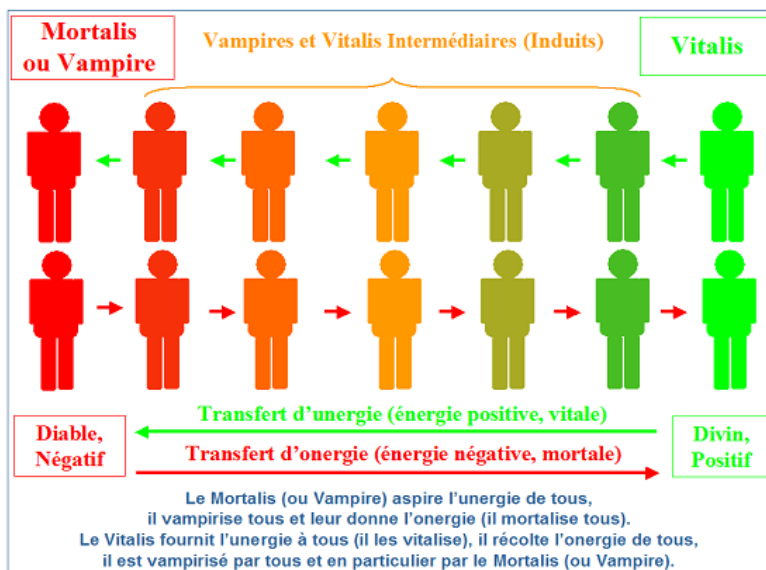 Mortalis
ou Vampire
Vampires et Vitalis Intermédiaires (Induits)
Vitalis
Diable,
Négatif
Transfert d’unergie (énergie positive, vitale)
Transfert d’onergie (énergie négative, mortale)
Divin,
Positif
Le Mortalis (ou Vampire) aspire l’unergie de tous,
il vampirise tous et leur donne l’onergie (il mortalise tous).
Le Vitalis fournit l’unergie à tous (il les vitalise), il récolte l’onergie de tous,
il est vampirisé par tous et en particulier par le Mortalis (ou Vampire).